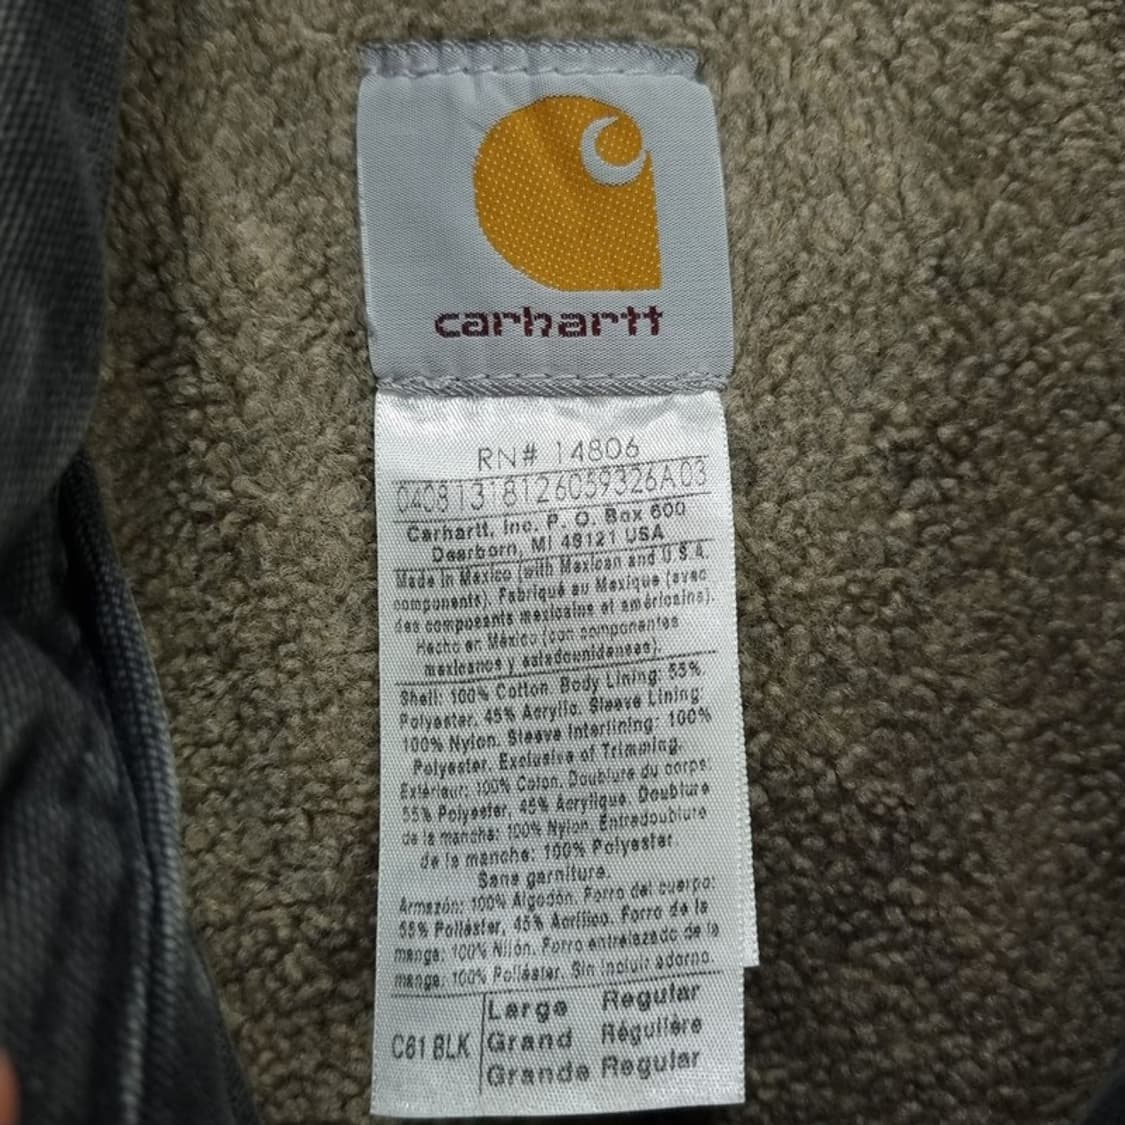 carhartt
RN# 14806
04081318126059326A03
Carhartt, Inc. P. O. Box 600
Dearborn, MI 48121 USA
Made in Mexico (with Mexican and U.S.A.
components). Fabriqué au Mexique (avec
des composants mexicains et américains).
Hecho en México (con componentes
mexicanos y estadounidenses).
Shell: 100% Cotton. Body Lining: 55%
Polyester, 45% Acrylic. Sleeve Lining:
100% Nylon. Sleeve Interlining: 100%
Polyester. Exclusive of Trimming.
Extérieur: 100% Coton. Doublure du corps:
55% Polyester, 45% Acrylique. Doublure
de la manche: 100% Nylon. Entredoublure
de la manche: 100% Polyester.
Sans garniture.
Armazón: 100% Algodón. Forro del cuerpo:
55% Poliéster, 45% Acrílico. Forro de la
manga: 100% Nilón. Forro entrelazado de la
manga: 100% Poliéster. Sin incluir adorno.
C61 BLK
Large Regular
Grand Régulière
Grande Regular